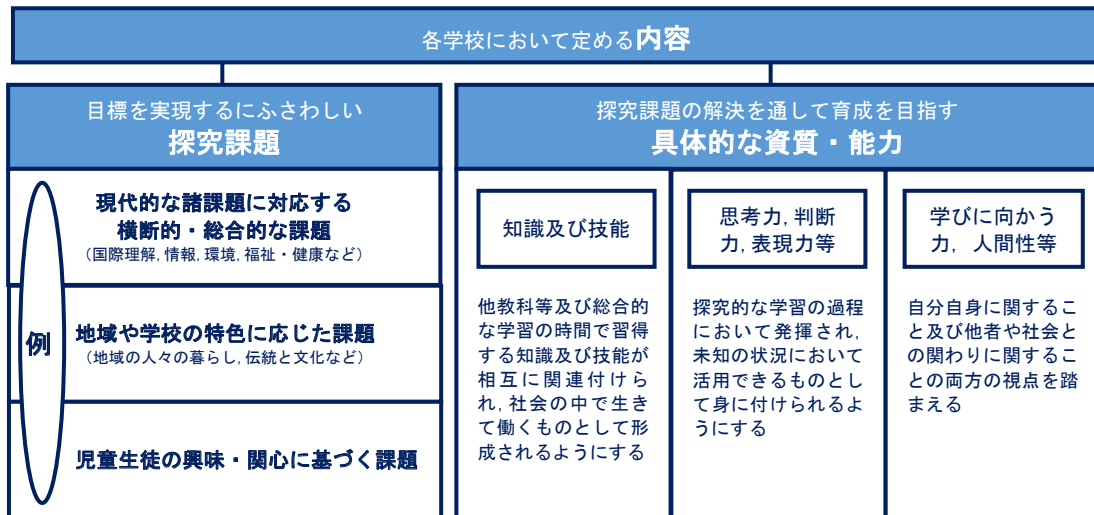 各学校において定める内容
目標を実現するにふさわしい
探究課題
例
現代的な諸課題に対応する
横断的・総合的な課題
（国際理解, 情報, 環境, 福祉・健康など）
地域や学校の特色に応じた課題
（地域の人々の暮らし, 伝統と文化など）
児童生徒の興味・関心に基づく課題
探究課題の解決を通して育成を目指す
具体的な資質・能力
知識及び技能
他教科等及び総合的
な学習の時間で習得
する知識及び技能が
相互に関連付けら
れ, 社会の中で生き
て働くものとして形
成されるようにする
思考力, 判断
力, 表現力等
探究的な学習の過程
において発揮され,
未知の状況において
活用できるものとし
て身に付けられるよ
うにする
学びに向かう
力, 人間性等
自分自身に関するこ
と及び他者や社会と
の関わりに関するこ
との両方の視点を踏
まえる